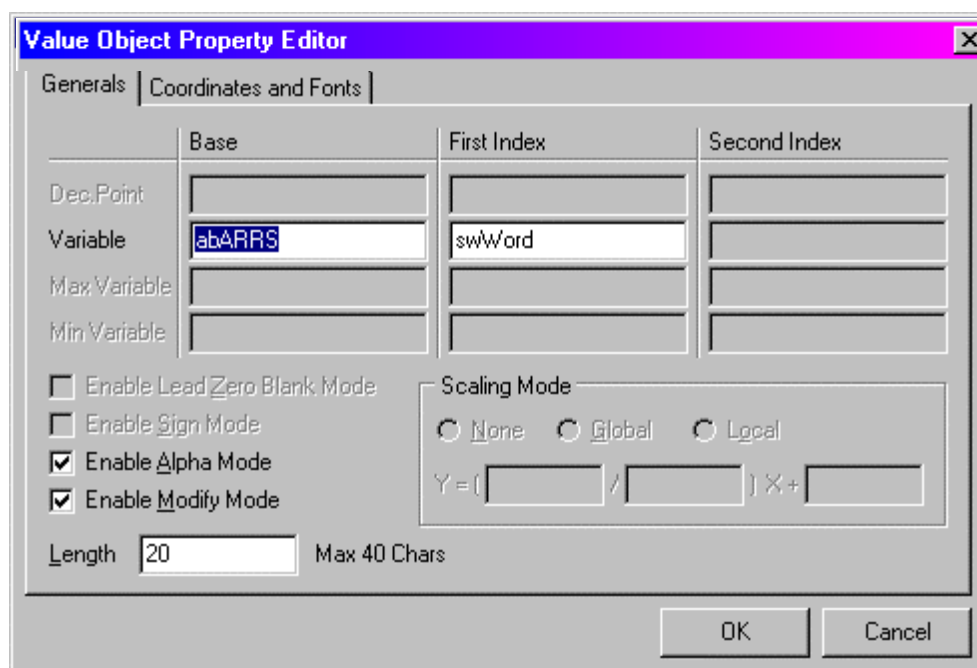 Value Object Property Editor
Generals Coordinates and Fonts
Base First Index Second Index
Dec.Point
Variable abARRS swWord
Max Variable
Min Variable
Enable Lead Zero Blank Mode
Scaling Mode
Enable Sign Mode
None Global Local
Enable Alpha Mode
Y = ( / ) X +
Enable Modify Mode
Length 20 Max 40 Chars
OK Cancel